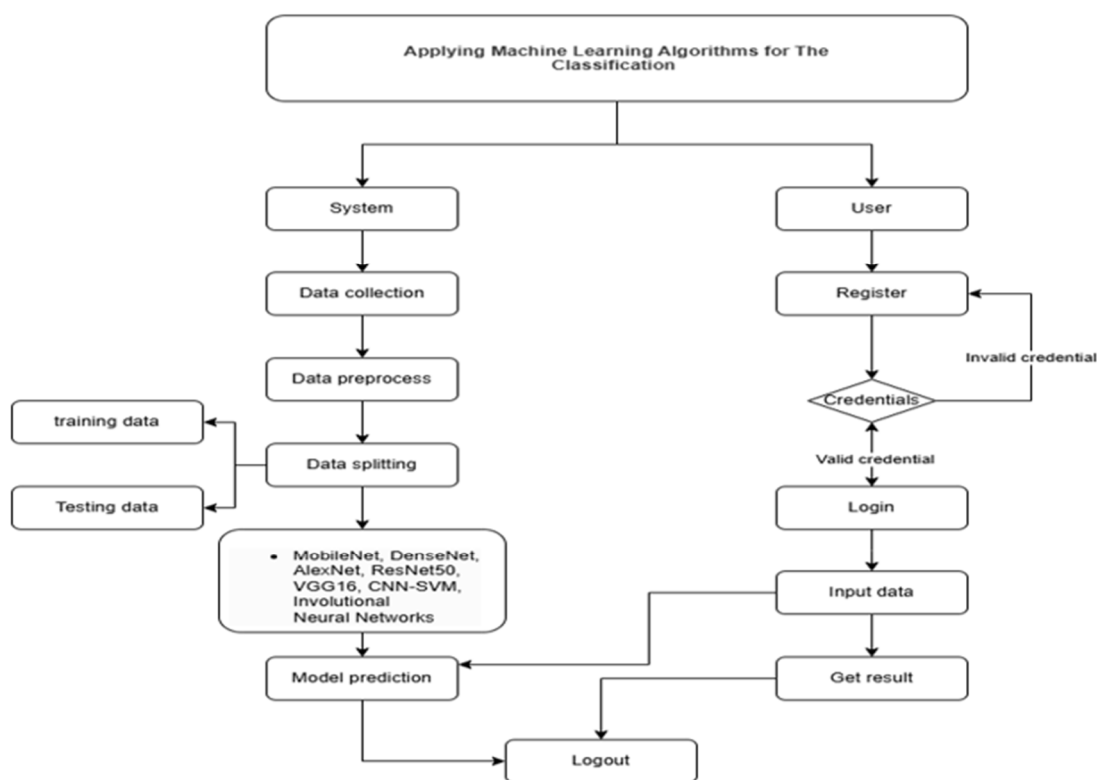 Applying Machine Learning Algorithms for The
Classification
System
User
Data collection
Register
Invalid credential
Data preprocess
Credentials
training data
Valid credential
Data splitting
Testing data
Login
• MobileNet, DenseNet,
AlexNet, ResNet50,
VGG16, CNN-SVM,
Involutional
Neural Networks
Input data
Model prediction
Get result
Logout